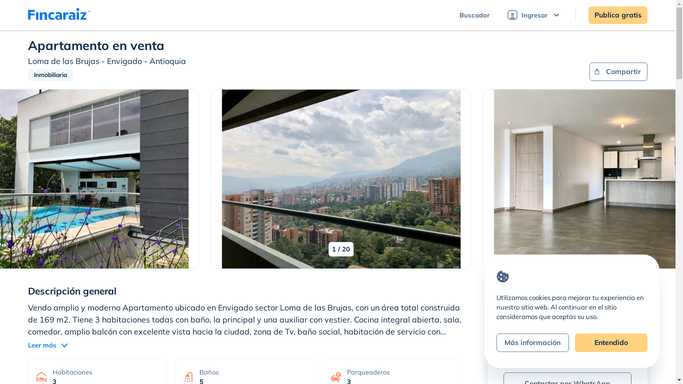 Fincaraiz
Buscador
Ingresar
Publica gratis
Apartamento en venta
Loma de las Brujas - Envigado - Antioquia
Inmobiliaria
Compartir
1 / 20
Descripción general
Vendo amplio y moderno Apartamento ubicado en Envigado sector Loma de las Brujas, con un área total construida
de 169 m2. Tiene 3 habitaciones todas con baño, la principal y una auxiliar con vestier. Cocina integral abierta, sala,
comedor, amplio balcón con excelente vista hacia la ciudad, zona de Tv, baño social, habitación de servicio con...
Leer más
Habitaciones
3
Baños
5
Parqueaderos
3
Utilizamos cookies para mejorar tu experiencia en
nuestro sitio web. Al continuar en el sitio
consideramos que aceptas su uso.
Más información
Entendido
Contactar por WhatsApp